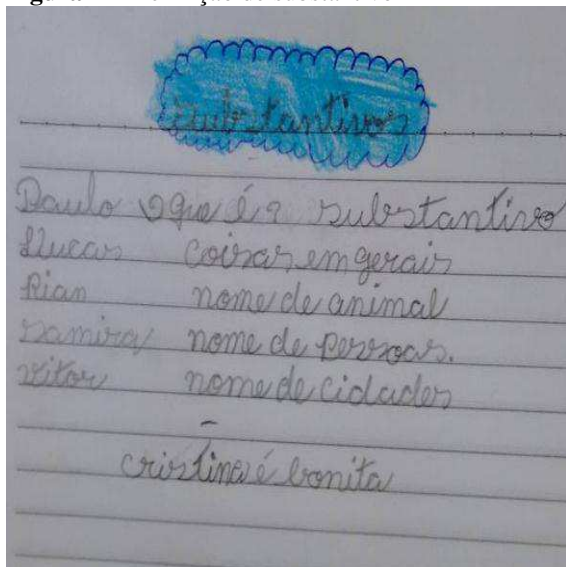 Substantivos
Paulo o que é? substantivo
Lucas coisas em gerais
Rian nome de animal
Samira nome de pessoas.
vitor nome de cidades
cristina é bonita